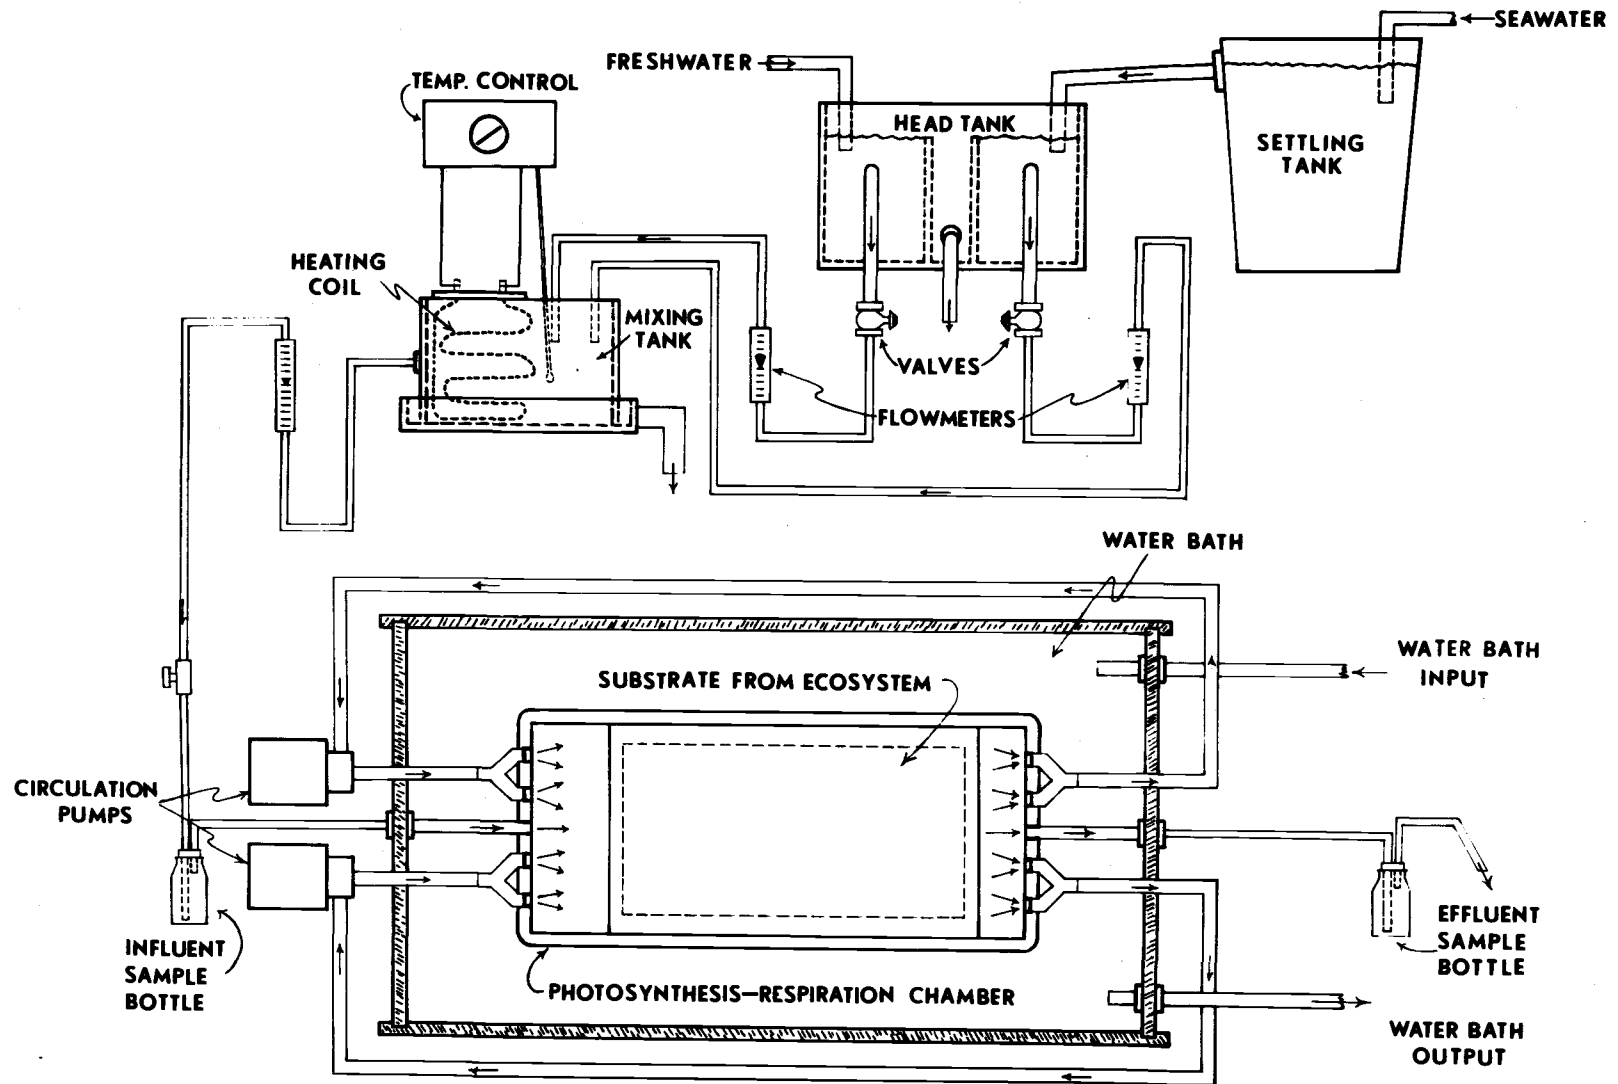 SEAWATER
FRESHWATER
TEMP. CONTROL
HEAD TANK
SETTLING
TANK
HEATING
COIL
MIXING
TANK
VALVES
FLOWMETERS
WATER BATH
WATER BATH
INPUT
SUBSTRATE FROM ECOSYSTEM
CIRCULATION
PUMPS
INFLUENT
SAMPLE
BOTTLE
EFFLUENT
SAMPLE
BOTTLE
PHOTOSYNTHESIS—RESPIRATION CHAMBER
WATER BATH
OUTPUT